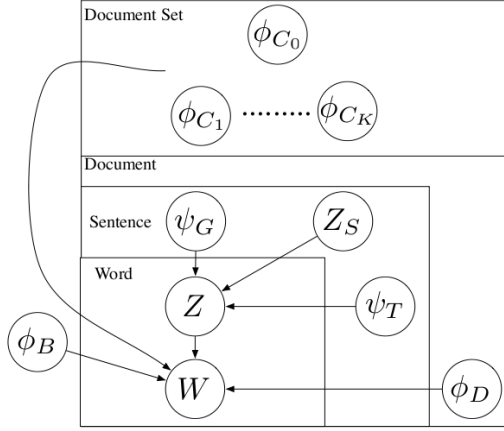 Document Set
ϕ_{C_0}
ϕ_{C_1} ......... ϕ_{C_K}
Document
Sentence
ψ_G
Z_S
Word
Z
ψ_T
ϕ_B
W
ϕ_D